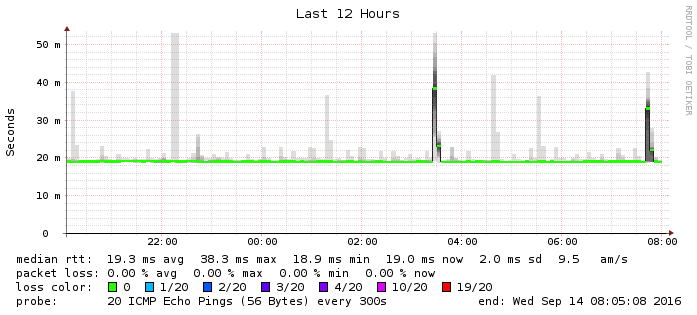 Last 12 Hours
RRDTOOL / TOBI OETIKER
Seconds
50 m
40 m
30 m
20 m
10 m
0
22:00 00:00 02:00 04:00 06:00 08:00
median rtt: 19.3 ms avg 38.3 ms max 18.9 ms min 19.0 ms now 2.0 ms sd 9.5 am/s
packet loss: 0.00 % avg 0.00 % max 0.00 % min 0.00 % now
loss color: 0 1/20 2/20 3/20 4/20 10/20 19/20
probe: 20 ICMP Echo Pings (56 Bytes) every 300s end: Wed Sep 14 08:05:08 2016